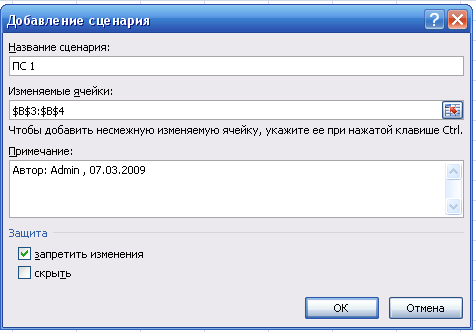 Добавление сценария
Название сценария:
ПС 1
Изменяемые ячейки:
$B$3:$B$4
Чтобы добавить несмежную изменяемую ячейку, укажите ее при нажатой клавише Ctrl.
Примечание:
Автор: Admin , 07.03.2009
Защита
запретить изменения
скрыть
ОК Отмена